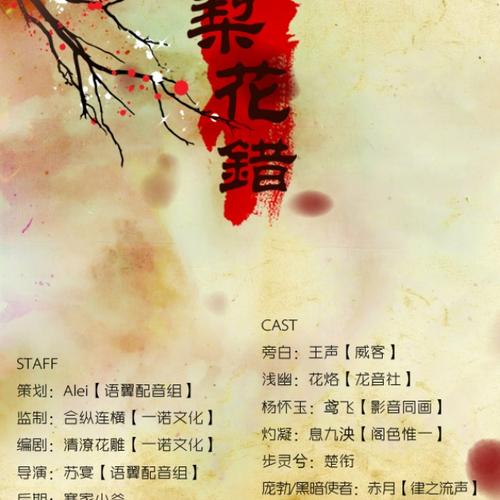 梨花錯
CAST
旁白：王声【威客】
浅幽：花烙【龙音社】
杨怀玉：鸢飞【影音同画】
灼凝：息九泱【阁色惟一】
步灵兮：楚衔
庞勃/黑暗使者：赤月【律之流声】
STAFF
策划：Alei【语翼配音组】
监制：合纵连横【一诺文化】
编剧：清潦花雕【一诺文化】
导演：苏宴【语翼配音组】